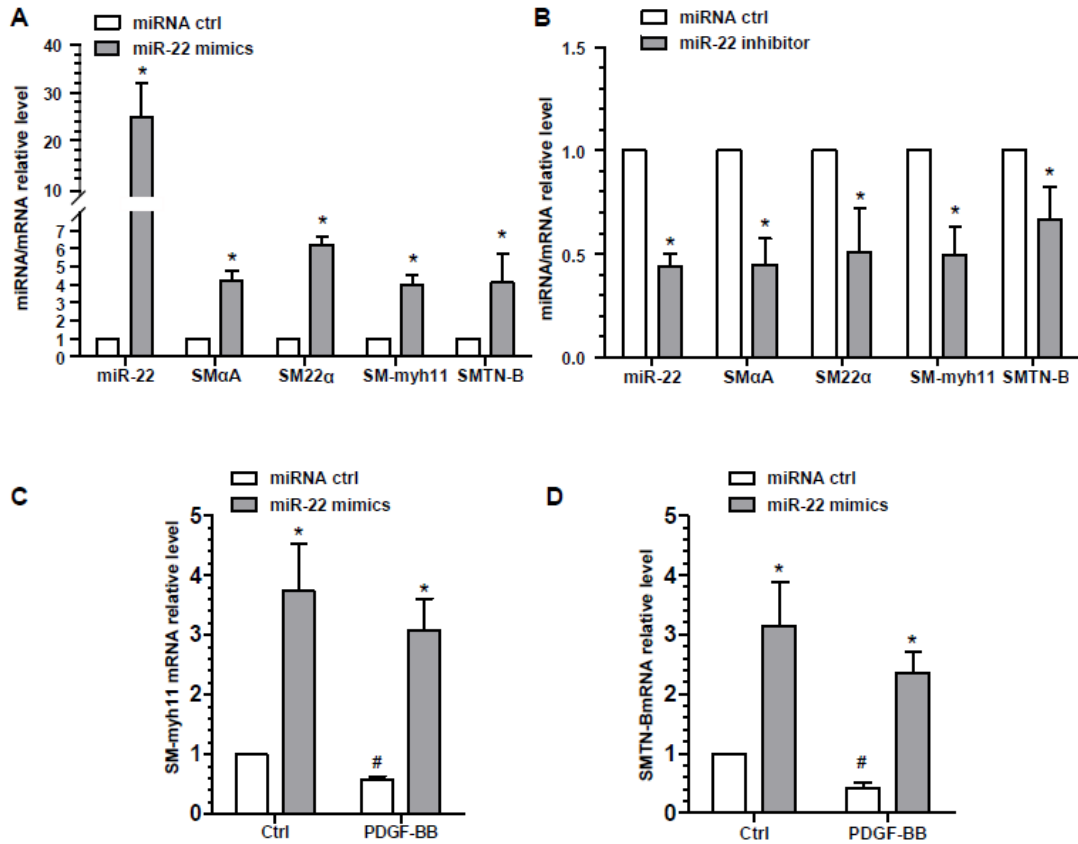 A
miRNA ctrl
miR-22 mimics
miRNA/mRNA relative level
40
30
20
10
7
6
5
4
3
2
1
0
*
*
*
*
*
miR-22 SMαA SM22α SM-myh11 SMTN-B
B
miRNA ctrl
miR-22 inhibitor
miRNA/mRNA relative level
1.5
1.0
0.5
0.0
*
*
*
*
*
miR-22 SMαA SM22α SM-myh11 SMTN-B
C
miRNA ctrl
miR-22 mimics
SM-myh11 mRNA relative level
5
4
3
2
1
0
*
#
*
Ctrl PDGF-BB
D
miRNA ctrl
miR-22 mimics
SMTN-BmRNA relative level
5
4
3
2
1
0
*
#
*
Ctrl PDGF-BB